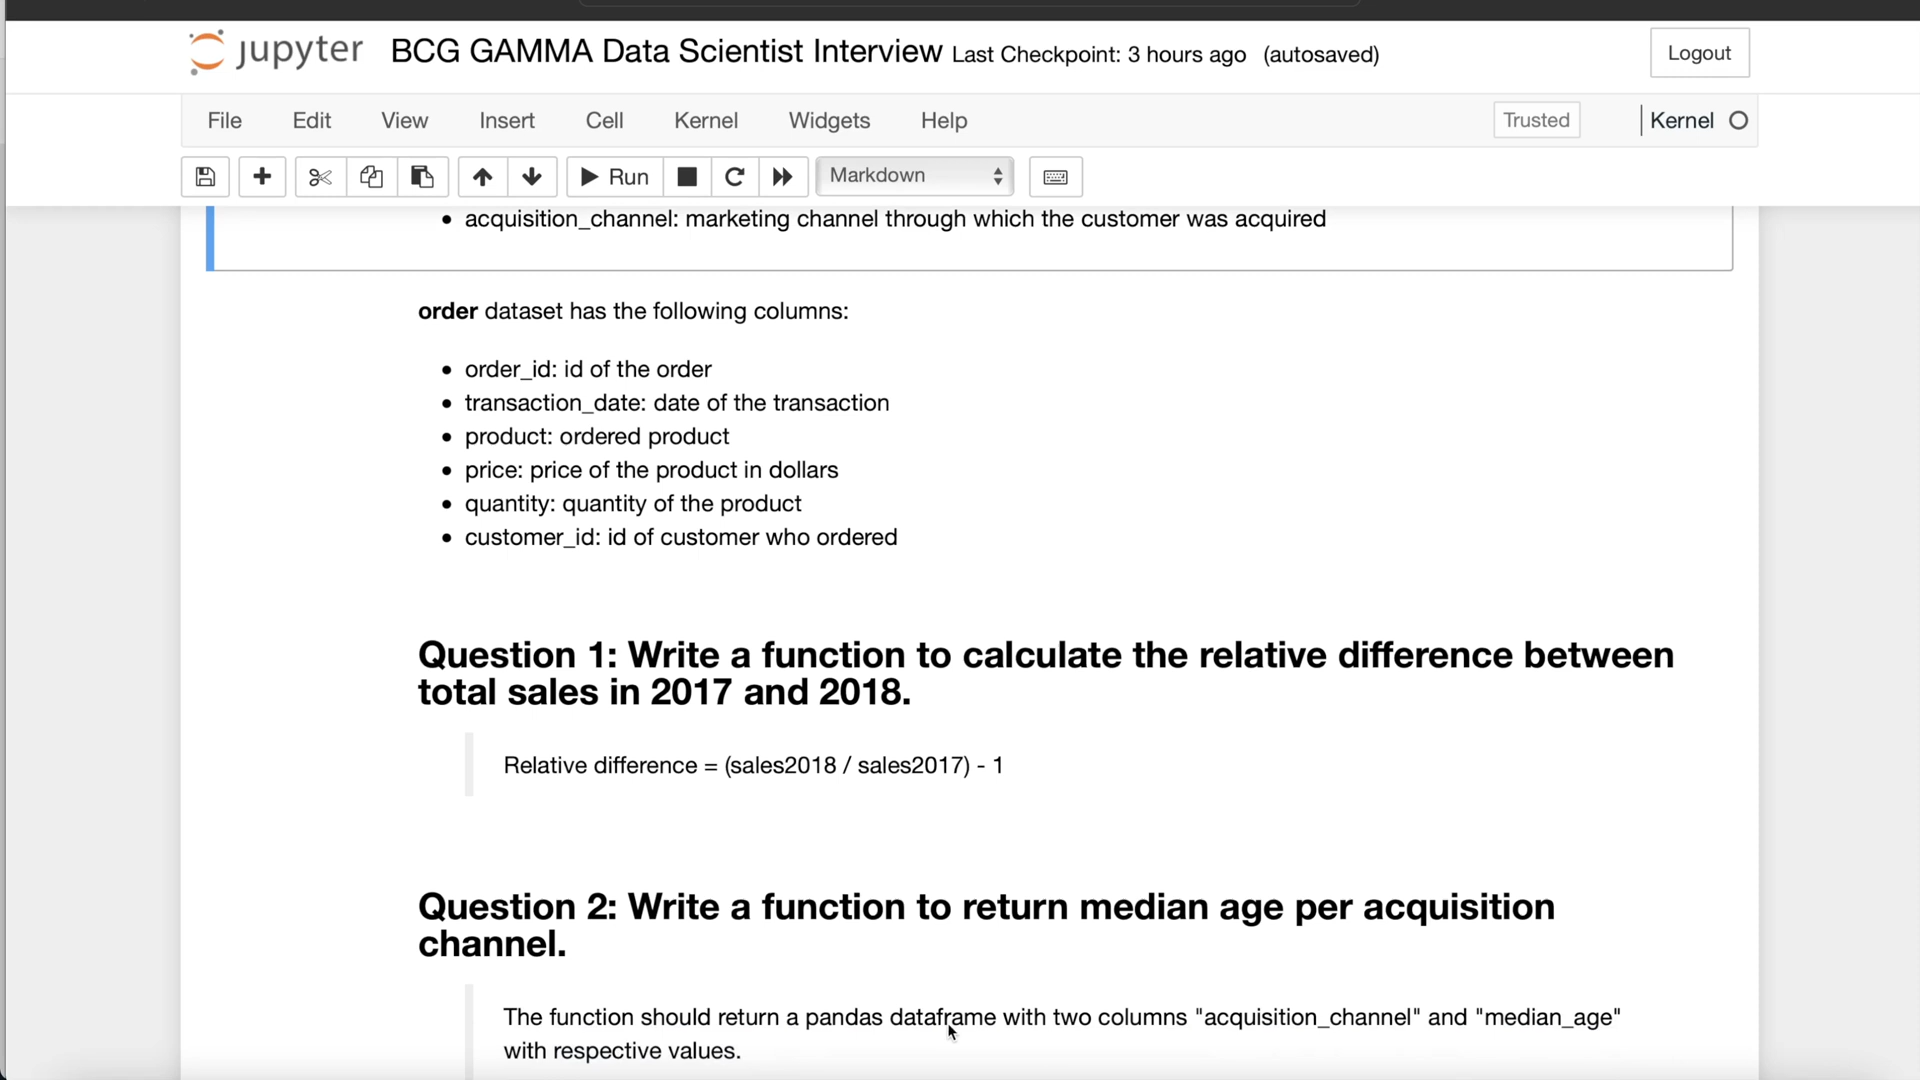 jupyter BCG GAMMA Data Scientist Interview Last Checkpoint: 3 hours ago (autosaved) Logout
File Edit View Insert Cell Kernel Widgets Help Trusted Kernel
Run Markdown
• acquisition_channel: marketing channel through which the customer was acquired
order dataset has the following columns:
• order_id: id of the order
• transaction_date: date of the transaction
• product: ordered product
• price: price of the product in dollars
• quantity: quantity of the product
• customer_id: id of customer who ordered
Question 1: Write a function to calculate the relative difference between
total sales in 2017 and 2018.
Relative difference = (sales2018 / sales2017) - 1
Question 2: Write a function to return median age per acquisition
channel.
The function should return a pandas dataframe with two columns "acquisition_channel" and "median_age"
with respective values.